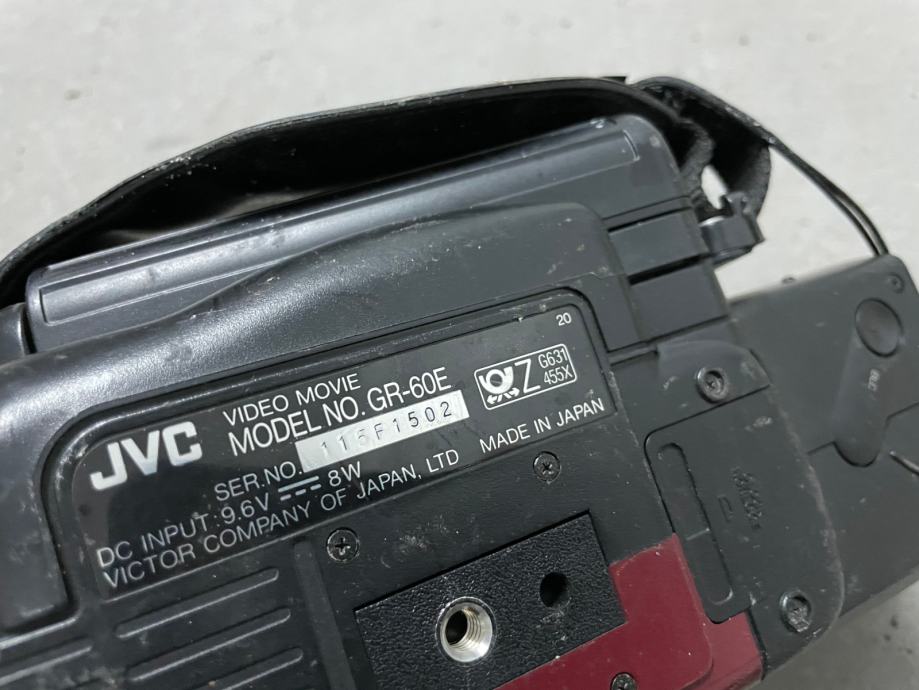 JVC
VIDEO MOVIE
MODEL NO. GR-60E
SER.NO. 115F1502
DC INPUT : 9.6V ⎓ 8W
VICTOR COMPANY OF JAPAN, LTD
MADE IN JAPAN
20
Z
G631
455X